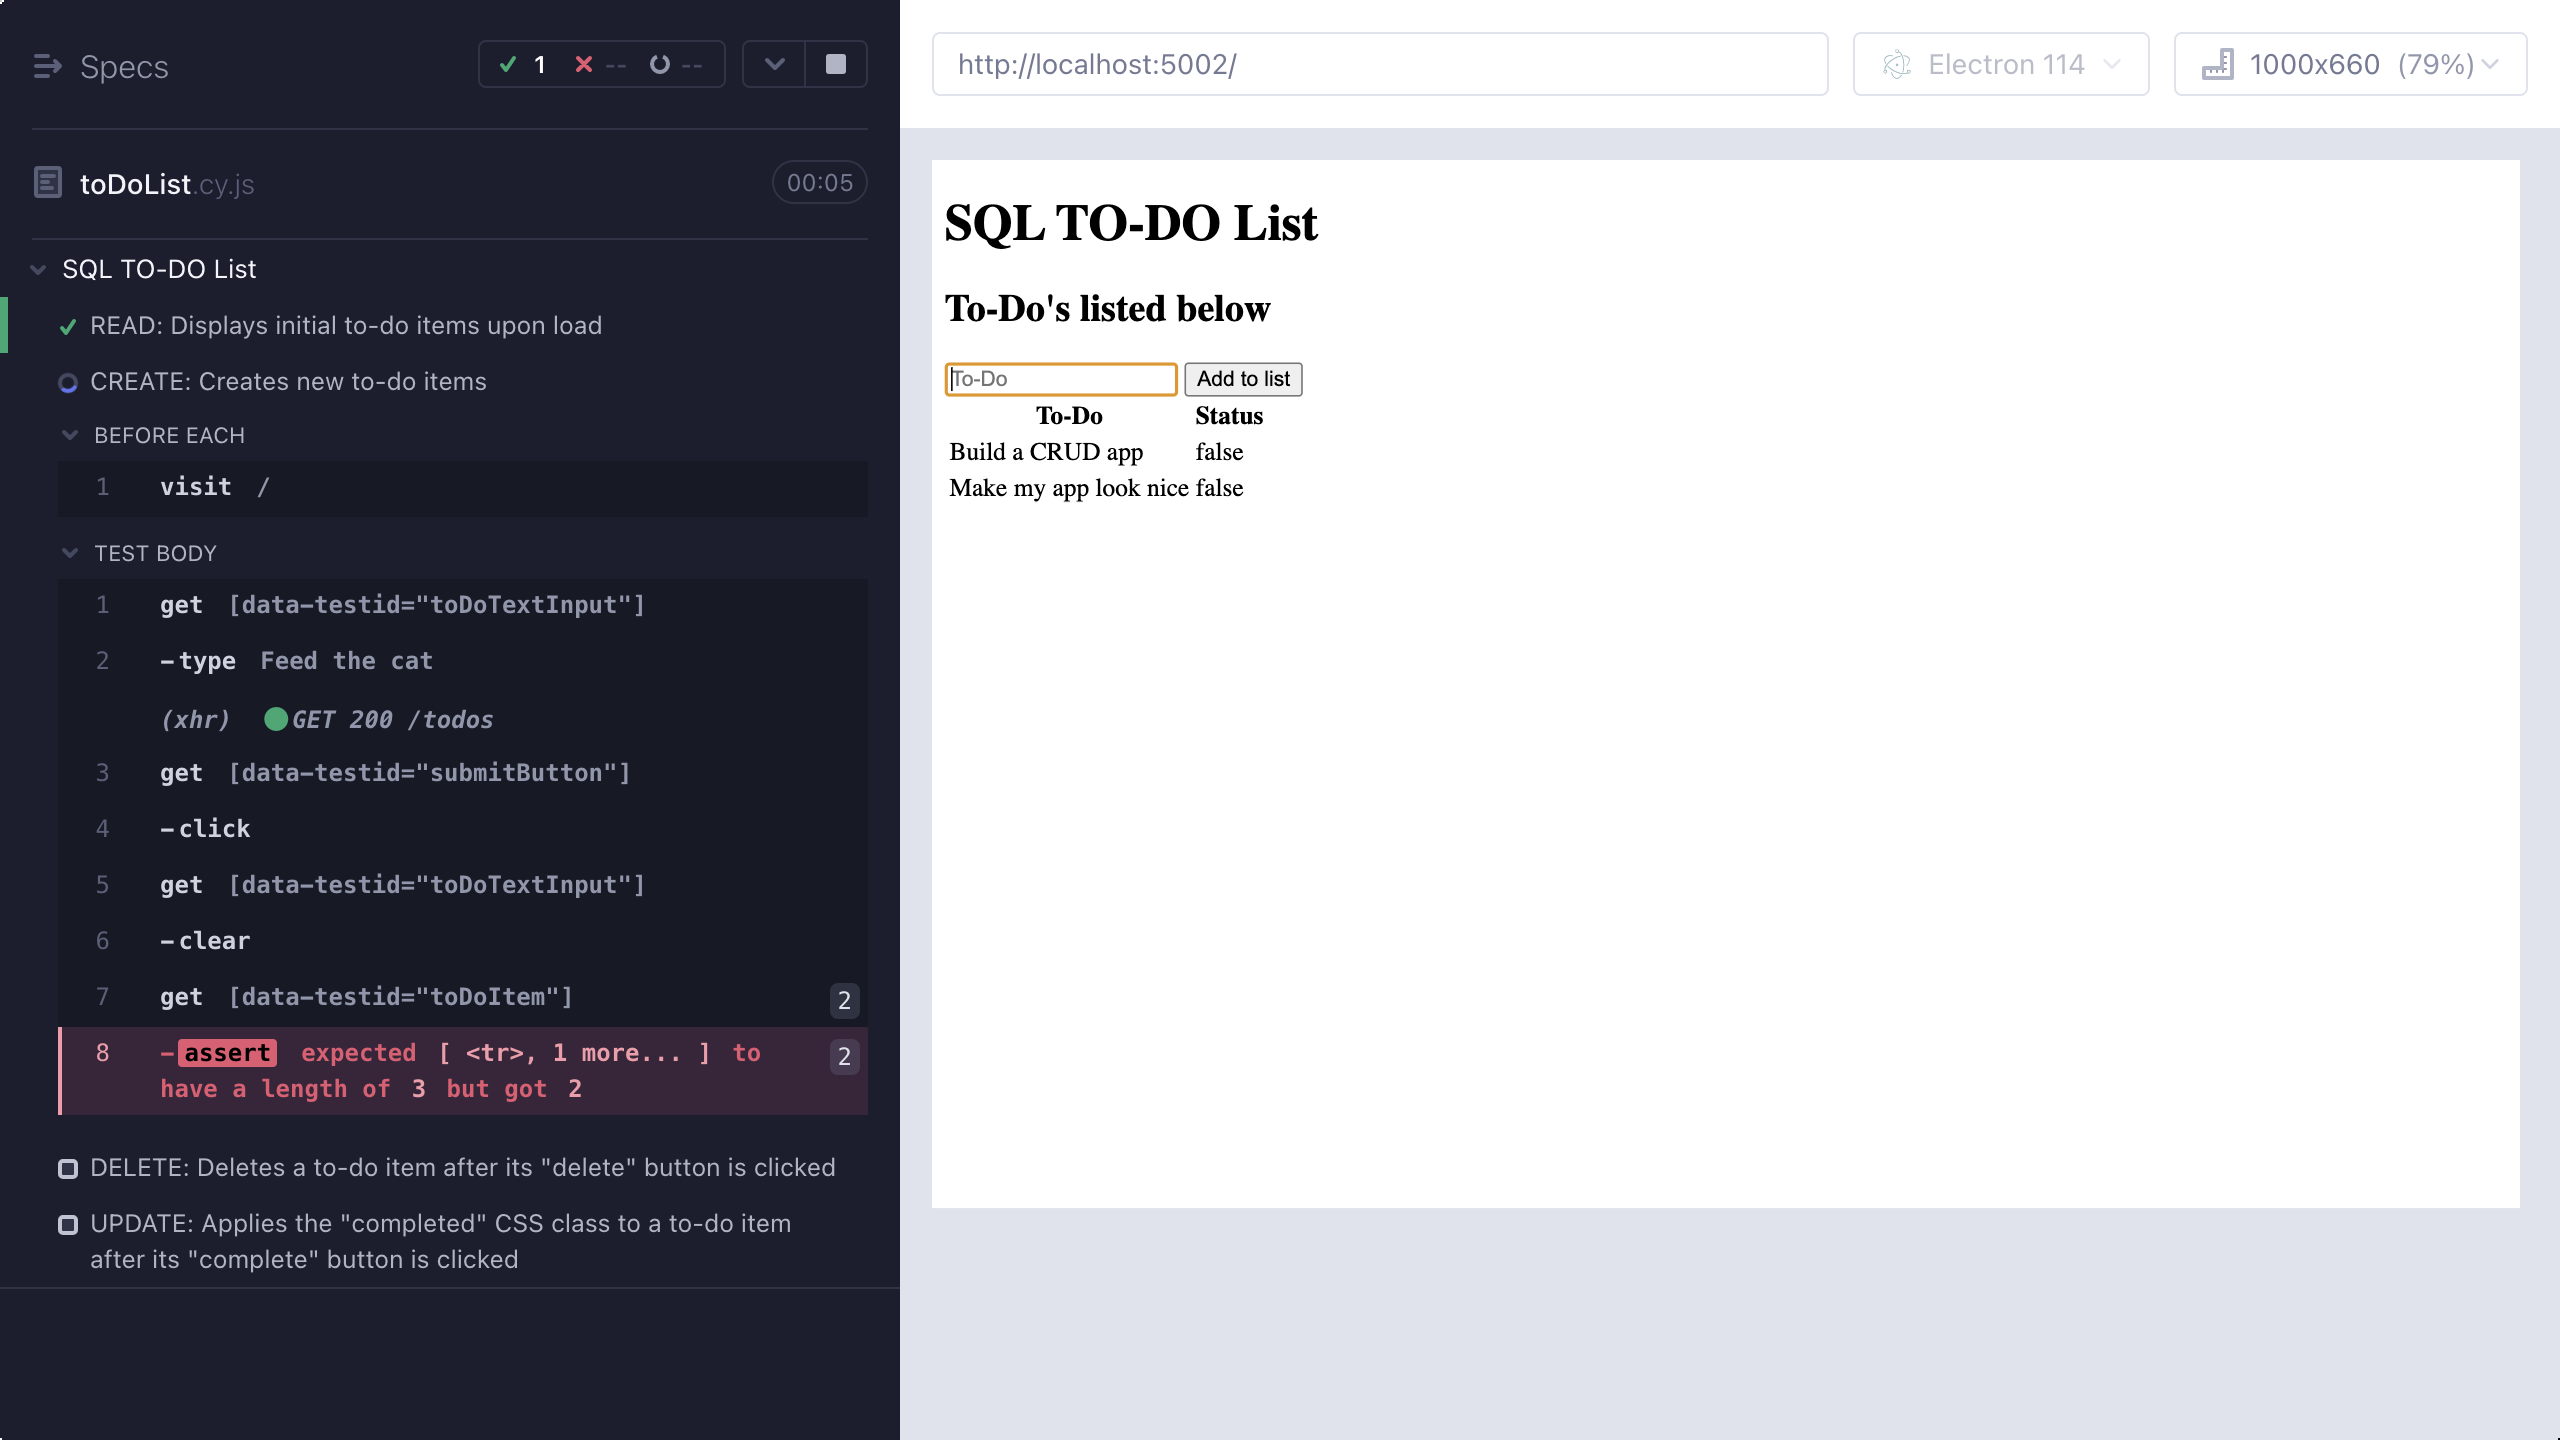 Specs
1 -- --
toDoList.cy.js 00:05
SQL TO-DO List
READ: Displays initial to-do items upon load
CREATE: Creates new to-do items
BEFORE EACH
1 visit /
TEST BODY
1 get [data-testid="toDoTextInput"]
2 -type Feed the cat
(xhr) GET 200 /todos
3 get [data-testid="submitButton"]
4 -click
5 get [data-testid="toDoTextInput"]
6 -clear
7 get [data-testid="toDoItem"] 2
8 -assert expected [ <tr>, 1 more... ] to 2
have a length of 3 but got 2
DELETE: Deletes a to-do item after its "delete" button is clicked
UPDATE: Applies the "completed" CSS class to a to-do item
after its "complete" button is clicked
http://localhost:5002/ Electron 114 1000x660 (79%)
SQL TO-DO List
To-Do's listed below
To-Do Add to list
To-Do Status
Build a CRUD app false
Make my app look nice false